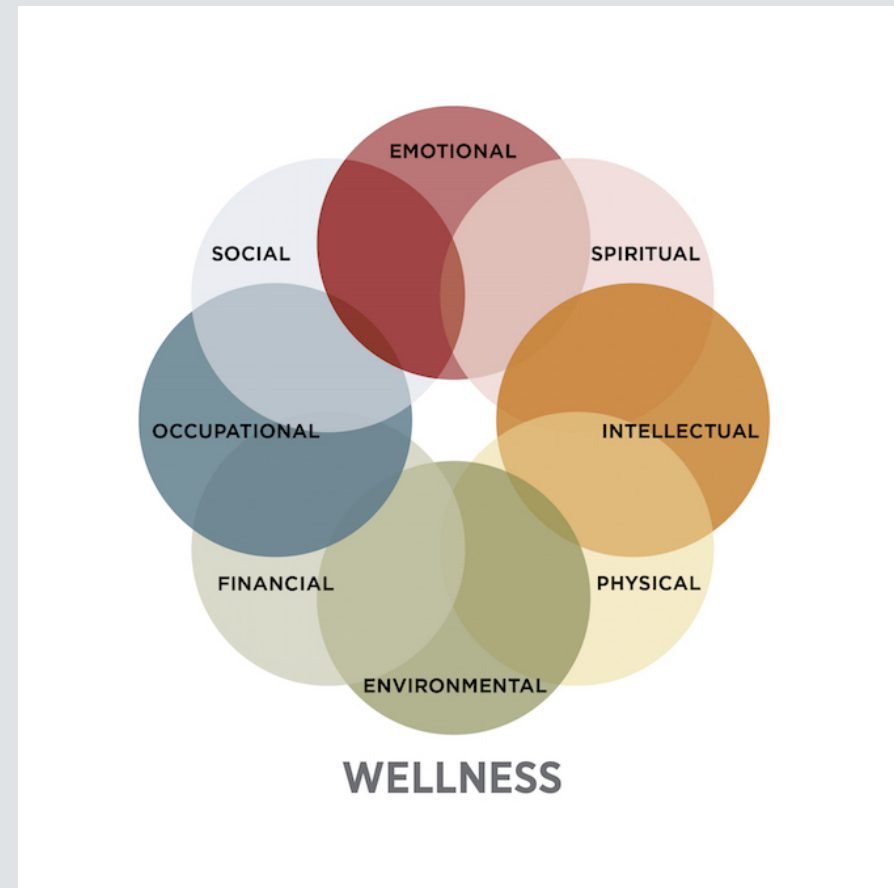 EMOTIONAL
SOCIAL
SPIRITUAL
OCCUPATIONAL
INTELLECTUAL
FINANCIAL
PHYSICAL
ENVIRONMENTAL
WELLNESS